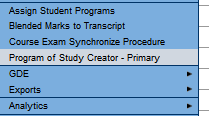 Assign Student Programs
Blended Marks to Transcript
Course Exam Synchronize Procedure
Program of Study Creator - Primary
GDE
Exports
Analytics